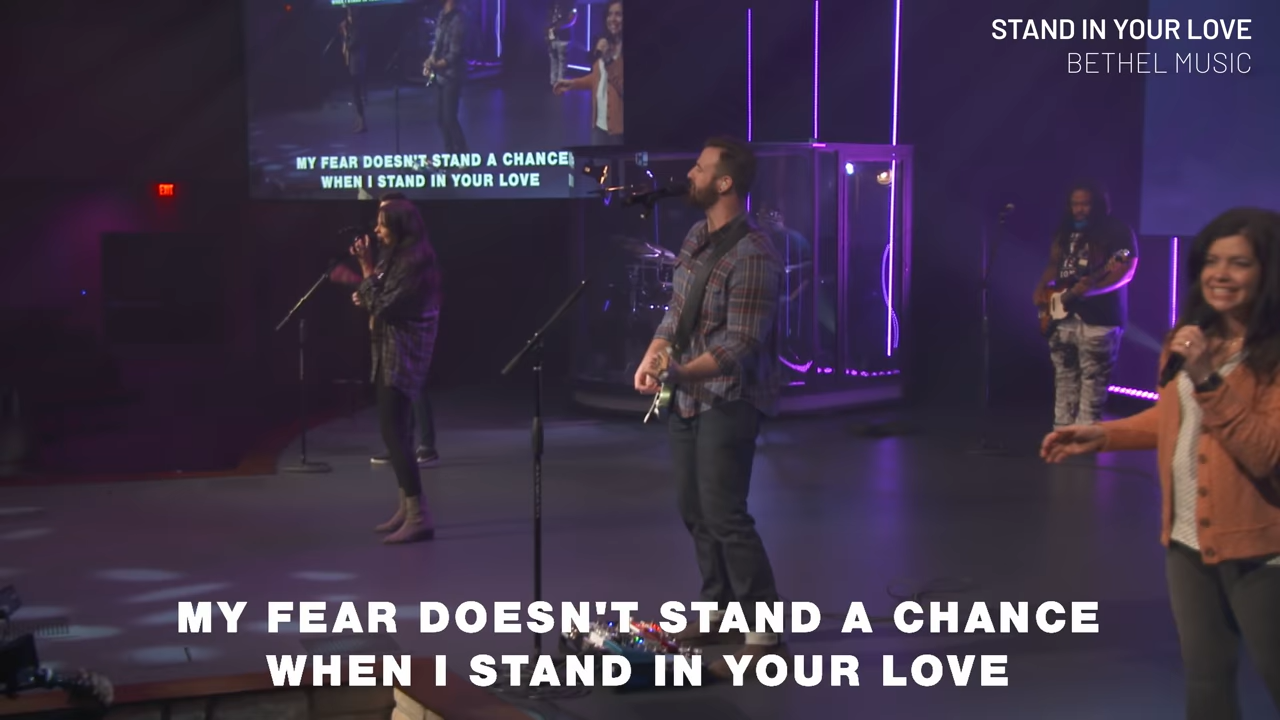 STAND IN YOUR LOVE
BETHEL MUSIC
MY FEAR DOESN'T STAND A CHANCE
WHEN I STAND IN YOUR LOVE
EXIT
MY FEAR DOESN'T STAND A CHANCE
WHEN I STAND IN YOUR LOVE